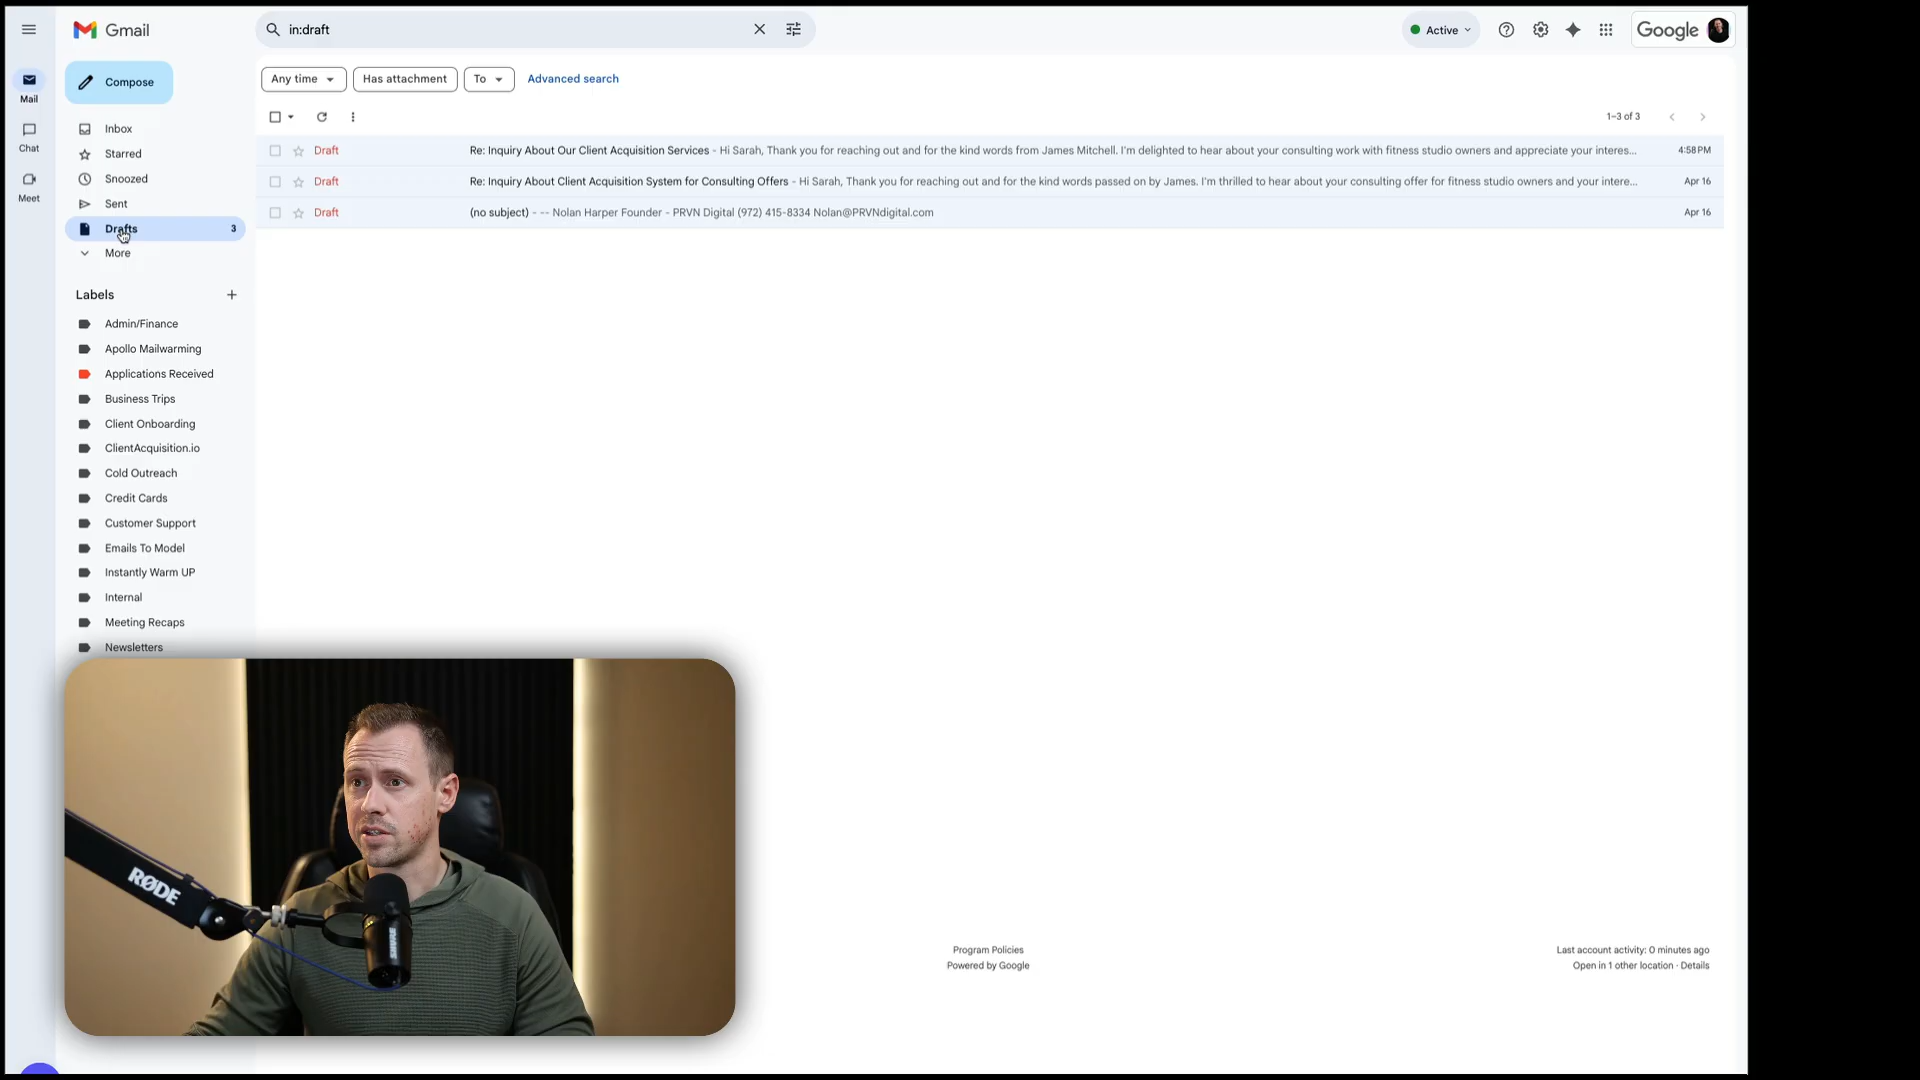 Gmail
in:draft
Active
Google
Mail
Chat
Meet
Compose
Inbox
Starred
Snoozed
Sent
Drafts 3
More
Labels
Admin/Finance
Apollo Mailwarming
Applications Received
Business Trips
Client Onboarding
ClientAcquisition.io
Cold Outreach
Credit Cards
Customer Support
Emails To Model
Instantly Warm UP
Internal
Meeting Recaps
Newsletters
Any time Has attachment To Advanced search
1–3 of 3
Draft Re: Inquiry About Our Client Acquisition Services - Hi Sarah, Thank you for reaching out and for the kind words from James Mitchell. I'm delighted to hear about your consulting work with fitness studio owners and appreciate your interes... 4:58 PM
Draft Re: Inquiry About Client Acquisition System for Consulting Offers - Hi Sarah, Thank you for reaching out and for the kind words passed on by James. I'm thrilled to hear about your consulting offer for fitness studio owners and your intere... Apr 16
Draft (no subject) - -- Nolan Harper Founder - PRVN Digital (972) 415-8334 Nolan@PRVNdigital.com Apr 16
Program Policies
Powered by Google
Last account activity: 0 minutes ago
Open in 1 other location · Details
RØDE
SHURE